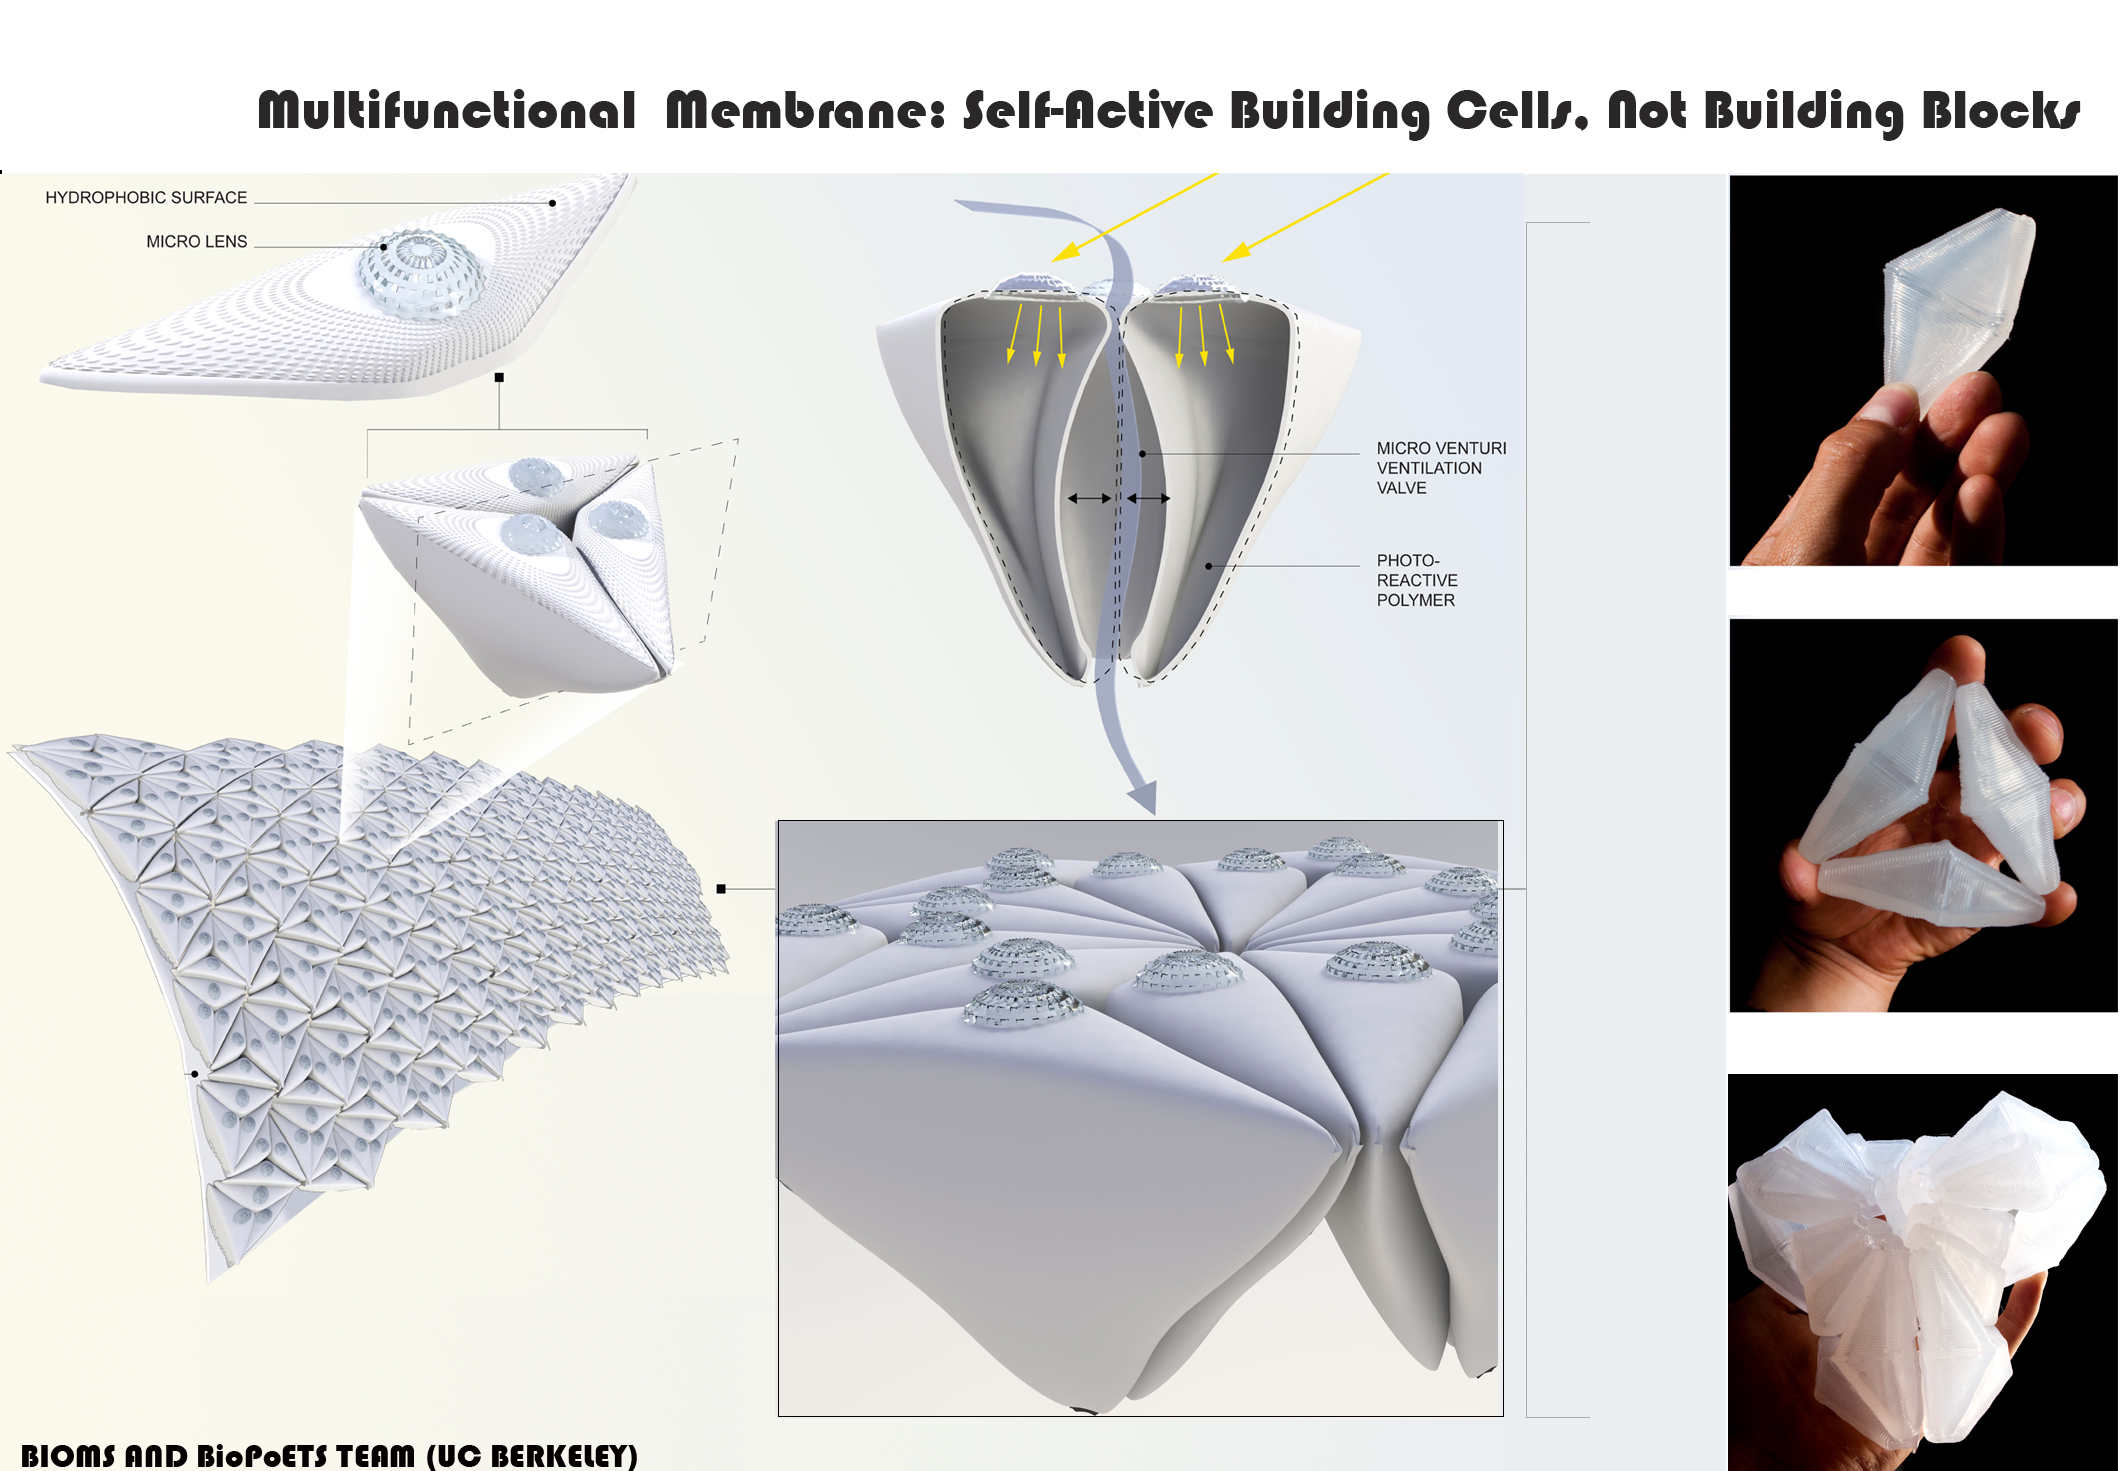 Multifunctional Membrane: Self-Active Building Cells, Not Building Blocks
HYDROPHOBIC SURFACE
MICRO LENS
MICRO VENTURI
VENTILATION
VALVE
PHOTO-
REACTIVE
POLYMER
BIOMS AND BioPoETS TEAM (UC BERKELEY)